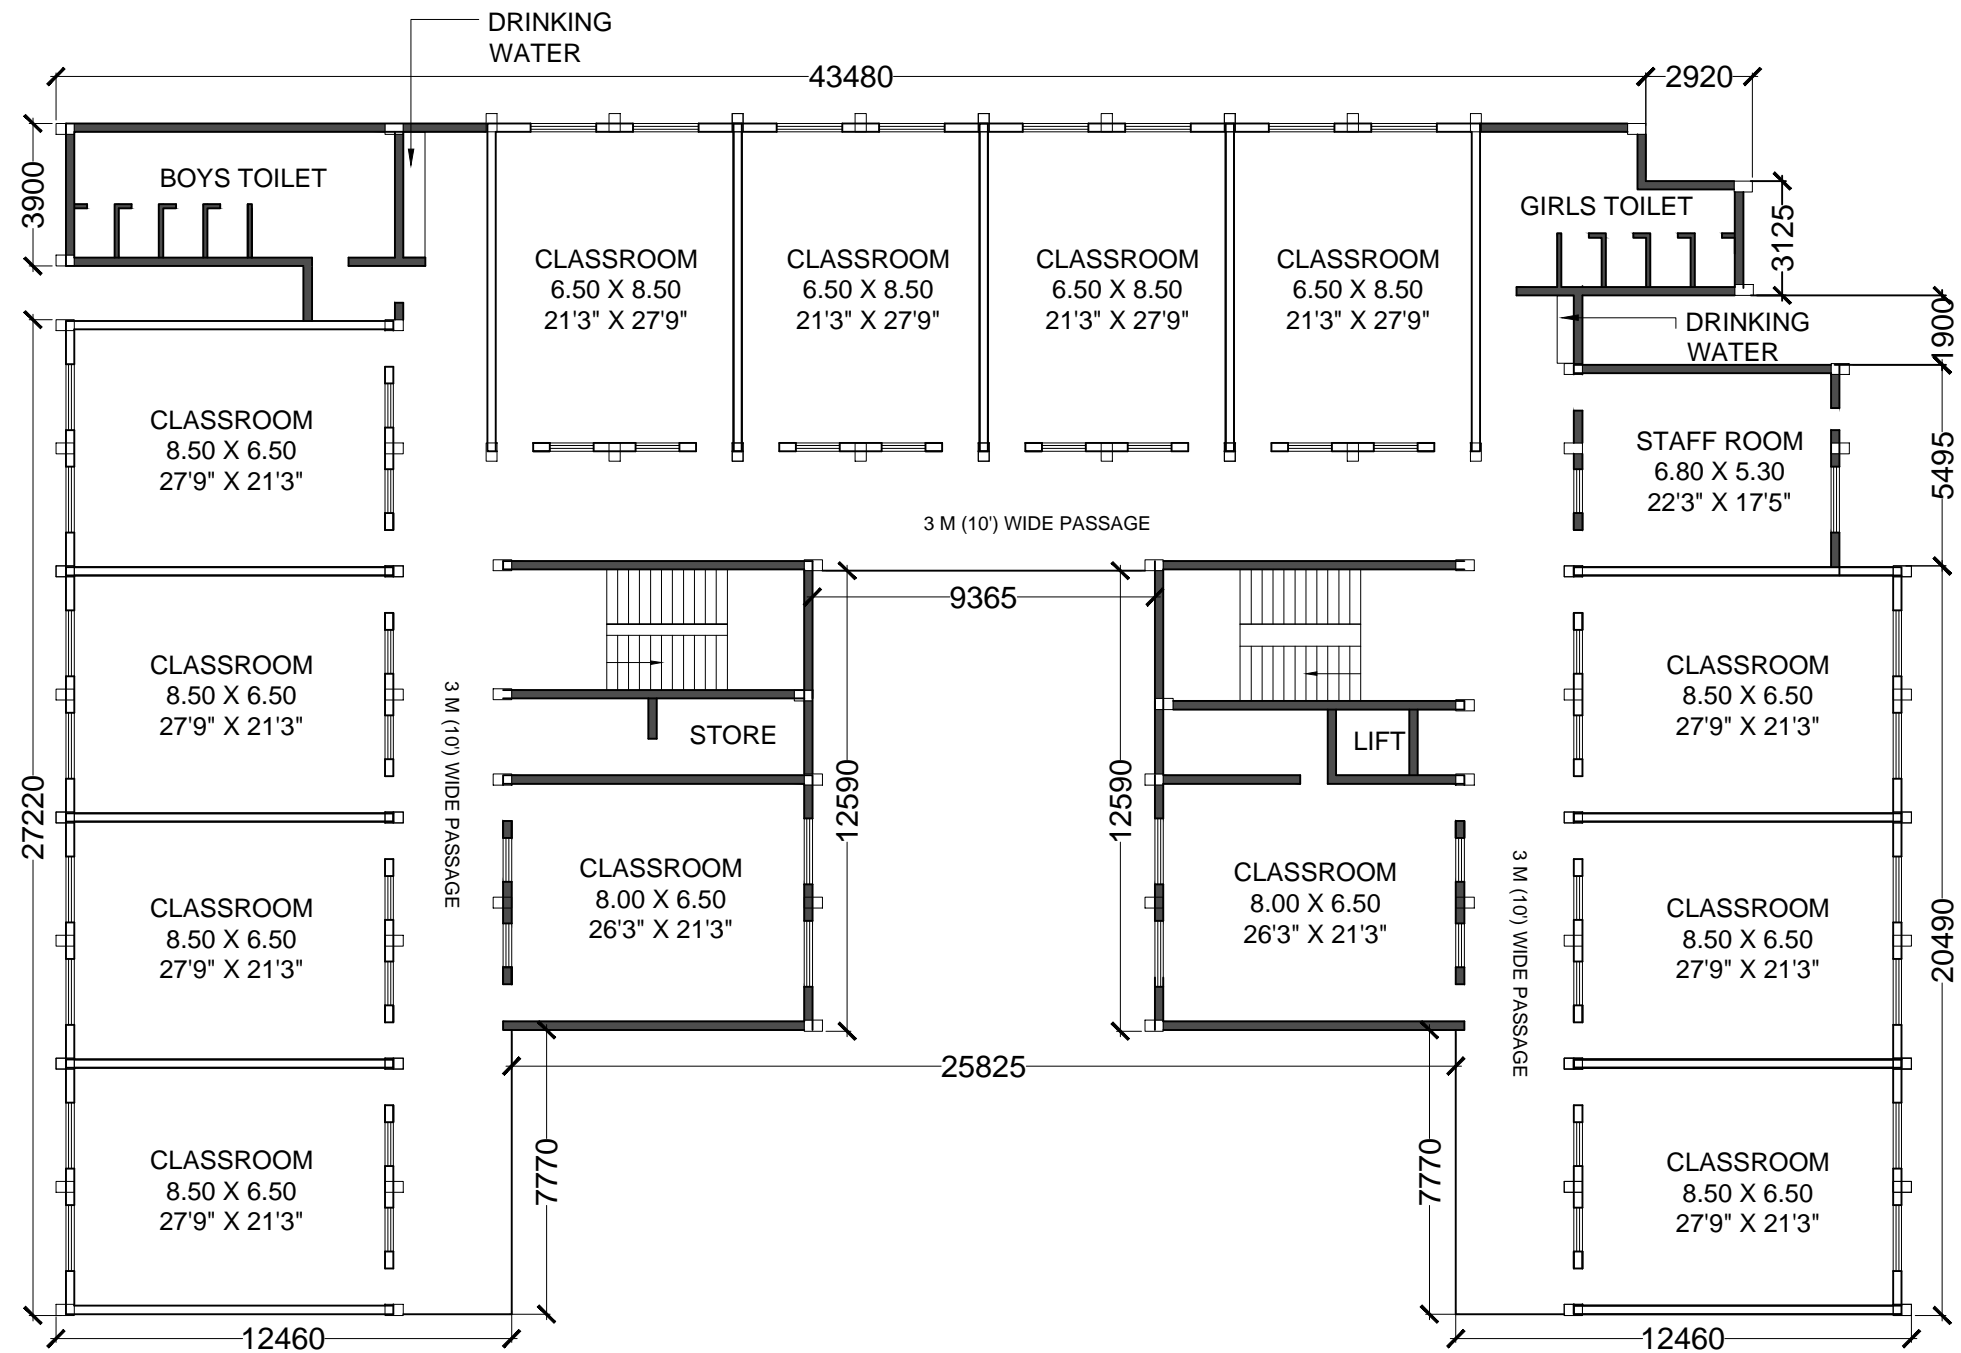 DRINKING
WATER
43480
2920
3900
BOYS TOILET
GIRLS TOILET
3125
CLASSROOM
6.50 X 8.50
21'3" X 27'9"
CLASSROOM
6.50 X 8.50
21'3" X 27'9"
CLASSROOM
6.50 X 8.50
21'3" X 27'9"
CLASSROOM
6.50 X 8.50
21'3" X 27'9"
DRINKING
WATER
1900
CLASSROOM
8.50 X 6.50
27'9" X 21'3"
STAFF ROOM
6.80 X 5.30
22'3" X 17'5"
5495
3 M (10') WIDE PASSAGE
9365
CLASSROOM
8.50 X 6.50
27'9" X 21'3"
3 M (10') WIDE PASSAGE
STORE
LIFT
CLASSROOM
8.50 X 6.50
27'9" X 21'3"
27220
12590
12590
CLASSROOM
8.00 X 6.50
26'3" X 21'3"
CLASSROOM
8.00 X 6.50
26'3" X 21'3"
CLASSROOM
8.50 X 6.50
27'9" X 21'3"
3 M (10') WIDE PASSAGE
CLASSROOM
8.50 X 6.50
27'9" X 21'3"
20490
25825
CLASSROOM
8.50 X 6.50
27'9" X 21'3"
7770
7770
CLASSROOM
8.50 X 6.50
27'9" X 21'3"
12460
12460